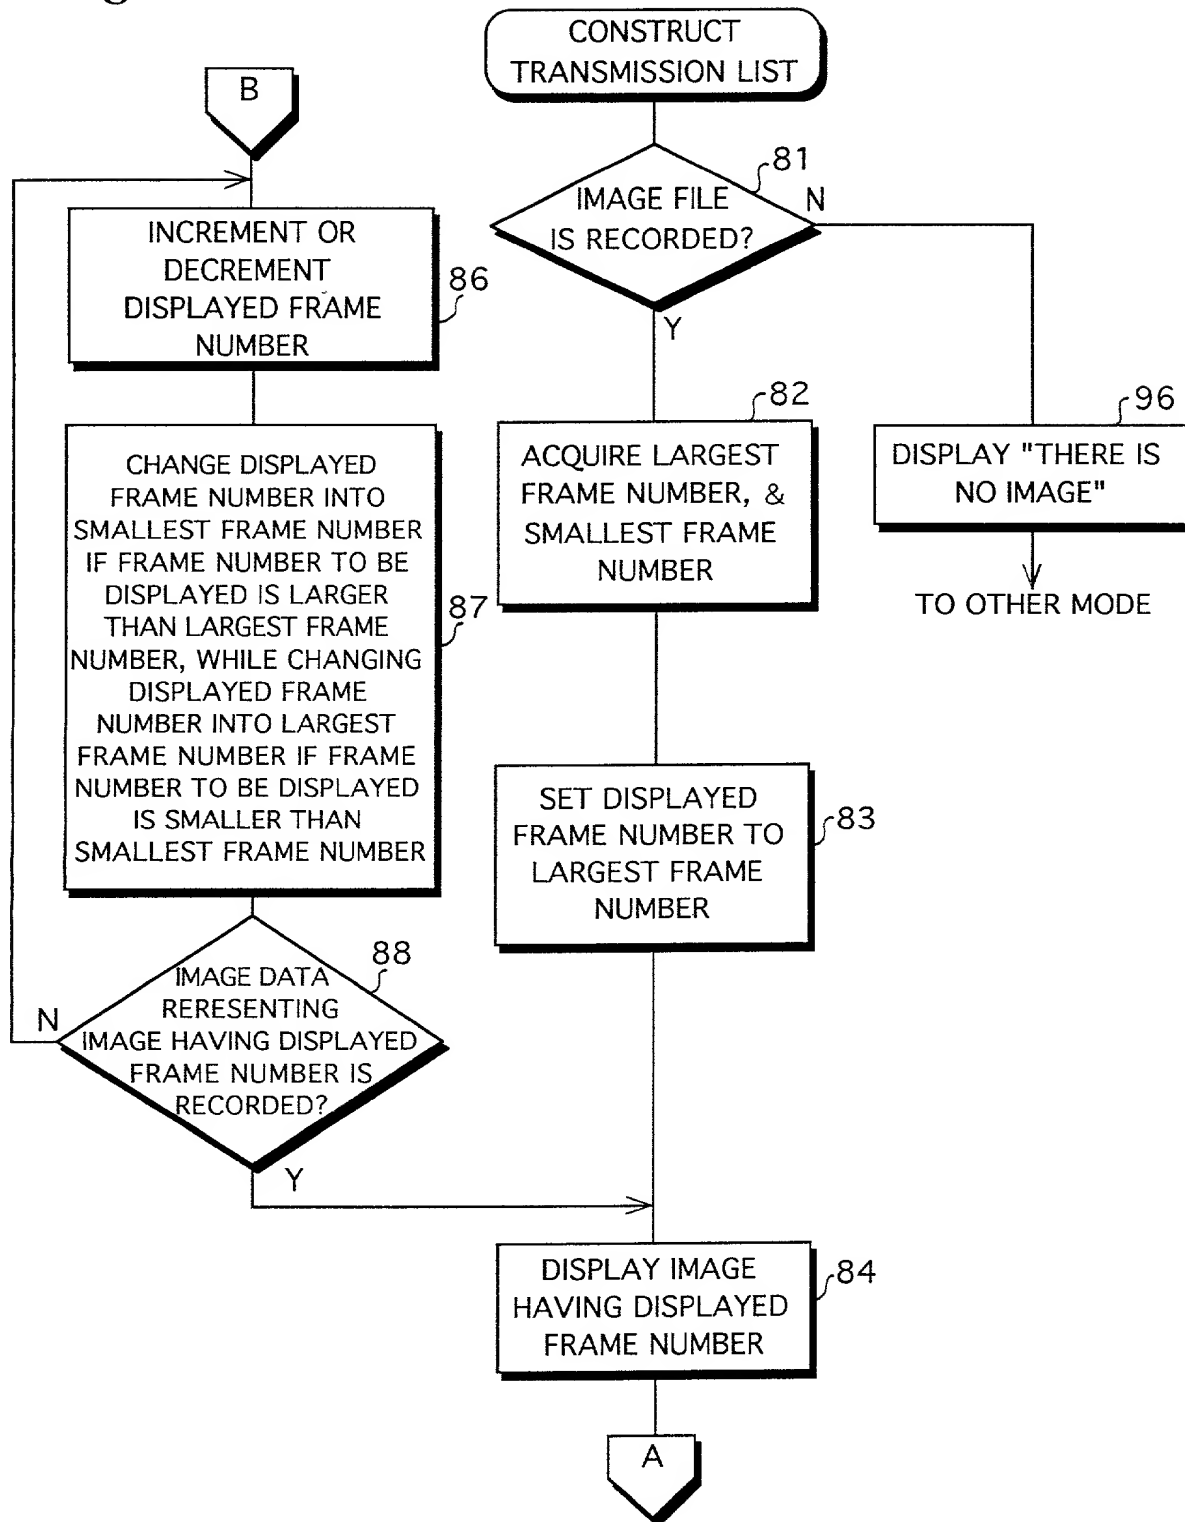 CONSTRUCT
TRANSMISSION LIST
B
81
IMAGE FILE
IS RECORDED?
N
Y
INCREMENT OR
DECREMENT
DISPLAYED FRAME
NUMBER
86
82
ACQUIRE LARGEST
FRAME NUMBER, &
SMALLEST FRAME
NUMBER
96
DISPLAY "THERE IS
NO IMAGE"
TO OTHER MODE
CHANGE DISPLAYED
FRAME NUMBER INTO
SMALLEST FRAME NUMBER
IF FRAME NUMBER TO BE
DISPLAYED IS LARGER
THAN LARGEST FRAME
NUMBER, WHILE CHANGING
DISPLAYED FRAME
NUMBER INTO LARGEST
FRAME NUMBER IF FRAME
NUMBER TO BE DISPLAYED
IS SMALLER THAN
SMALLEST FRAME NUMBER
87
SET DISPLAYED
FRAME NUMBER TO
LARGEST FRAME
NUMBER
83
88
IMAGE DATA
RERESENTING
IMAGE HAVING DISPLAYED
FRAME NUMBER IS
RECORDED?
N
Y
DISPLAY IMAGE
HAVING DISPLAYED
FRAME NUMBER
84
A